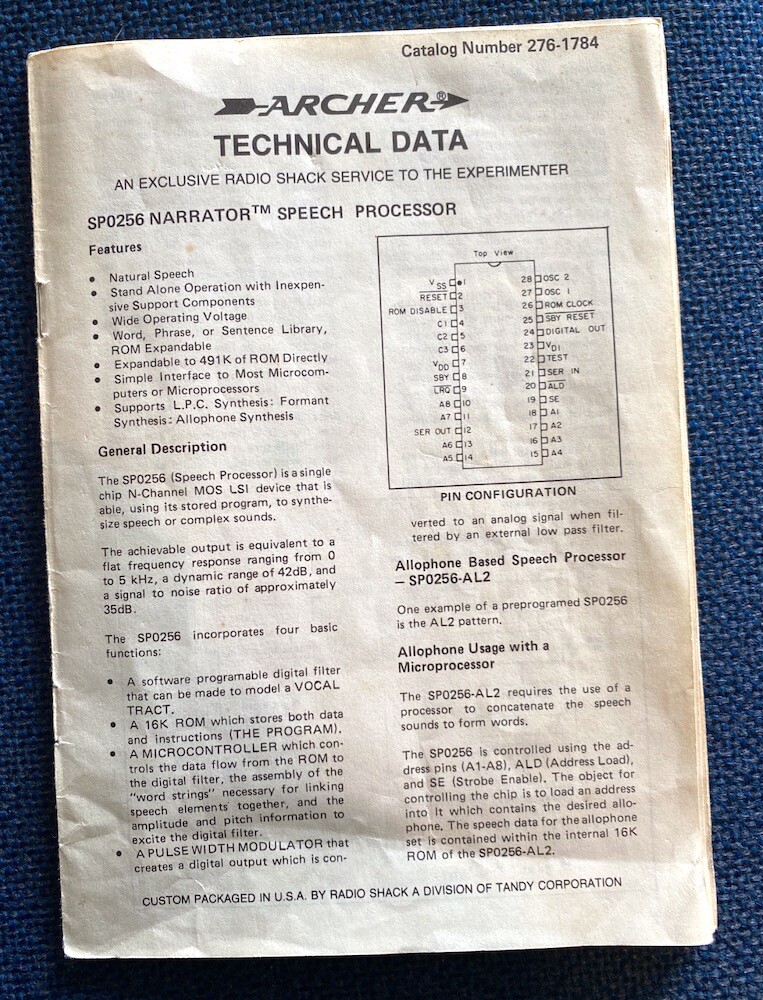 Catalog Number 276-1784
ARCHER®
TECHNICAL DATA
AN EXCLUSIVE RADIO SHACK SERVICE TO THE EXPERIMENTER
SP0256 NARRATOR™ SPEECH PROCESSOR
Features
• Natural Speech
• Stand Alone Operation with Inexpen-
sive Support Components
• Wide Operating Voltage
• Word, Phrase, or Sentence Library,
ROM Expandable
• Expandable to 491K of ROM Directly
• Simple Interface to Most Microcom-
puters or Microprocessors
• Supports L.P.C. Synthesis: Formant
Synthesis: Allophone Synthesis
General Description
The SP0256 (Speech Processor) is a single
chip N-Channel MOS LSI device that is
able, using its stored program, to synthe-
size speech or complex sounds.
The achievable output is equivalent to a
flat frequency response ranging from 0
to 5 kHz, a dynamic range of 42dB, and
a signal to noise ratio of approximately
35dB.
The SP0256 incorporates four basic
functions:
• A software programable digital filter
that can be made to model a VOCAL
TRACT.
• A 16K ROM which stores both data
and instructions (THE PROGRAM).
• A MICROCONTROLLER which con-
trols the data flow from the ROM to
the digital filter, the assembly of the
"word strings" necessary for linking
speech elements together, and the
amplitude and pitch information to
excite the digital filter.
• A PULSE WIDTH MODULATOR that
creates a digital output which is con-
Top View
VSS 1 28 OSC 2
RESET 2 27 OSC 1
ROM DISABLE 3 26 ROM CLOCK
C1 4 25 SBY RESET
C2 5 24 DIGITAL OUT
C3 6 23 VD1
VDD 7 22 TEST
SBY 8 21 SER IN
LRQ 9 20 ALD
A8 10 19 SE
A7 11 18 A1
SER OUT 12 17 A2
A6 13 16 A3
A5 14 15 A4
PIN CONFIGURATION
verted to an analog signal when fil-
tered by an external low pass filter.
Allophone Based Speech Processor
– SP0256-AL2
One example of a preprogramed SP0256
is the AL2 pattern.
Allophone Usage with a
Microprocessor
The SP0256-AL2 requires the use of a
processor to concatenate the speech
sounds to form words.
The SP0256 is controlled using the ad-
dress pins (A1-A8), ALD (Address Load),
and SE (Strobe Enable). The object for
controlling the chip is to load an address
into It which contains the desired allo-
phone. The speech data for the allophone
set is contained within the internal 16K
ROM of the SP0256-AL2.
CUSTOM PACKAGED IN U.S.A. BY RADIO SHACK A DIVISION OF TANDY CORPORATION